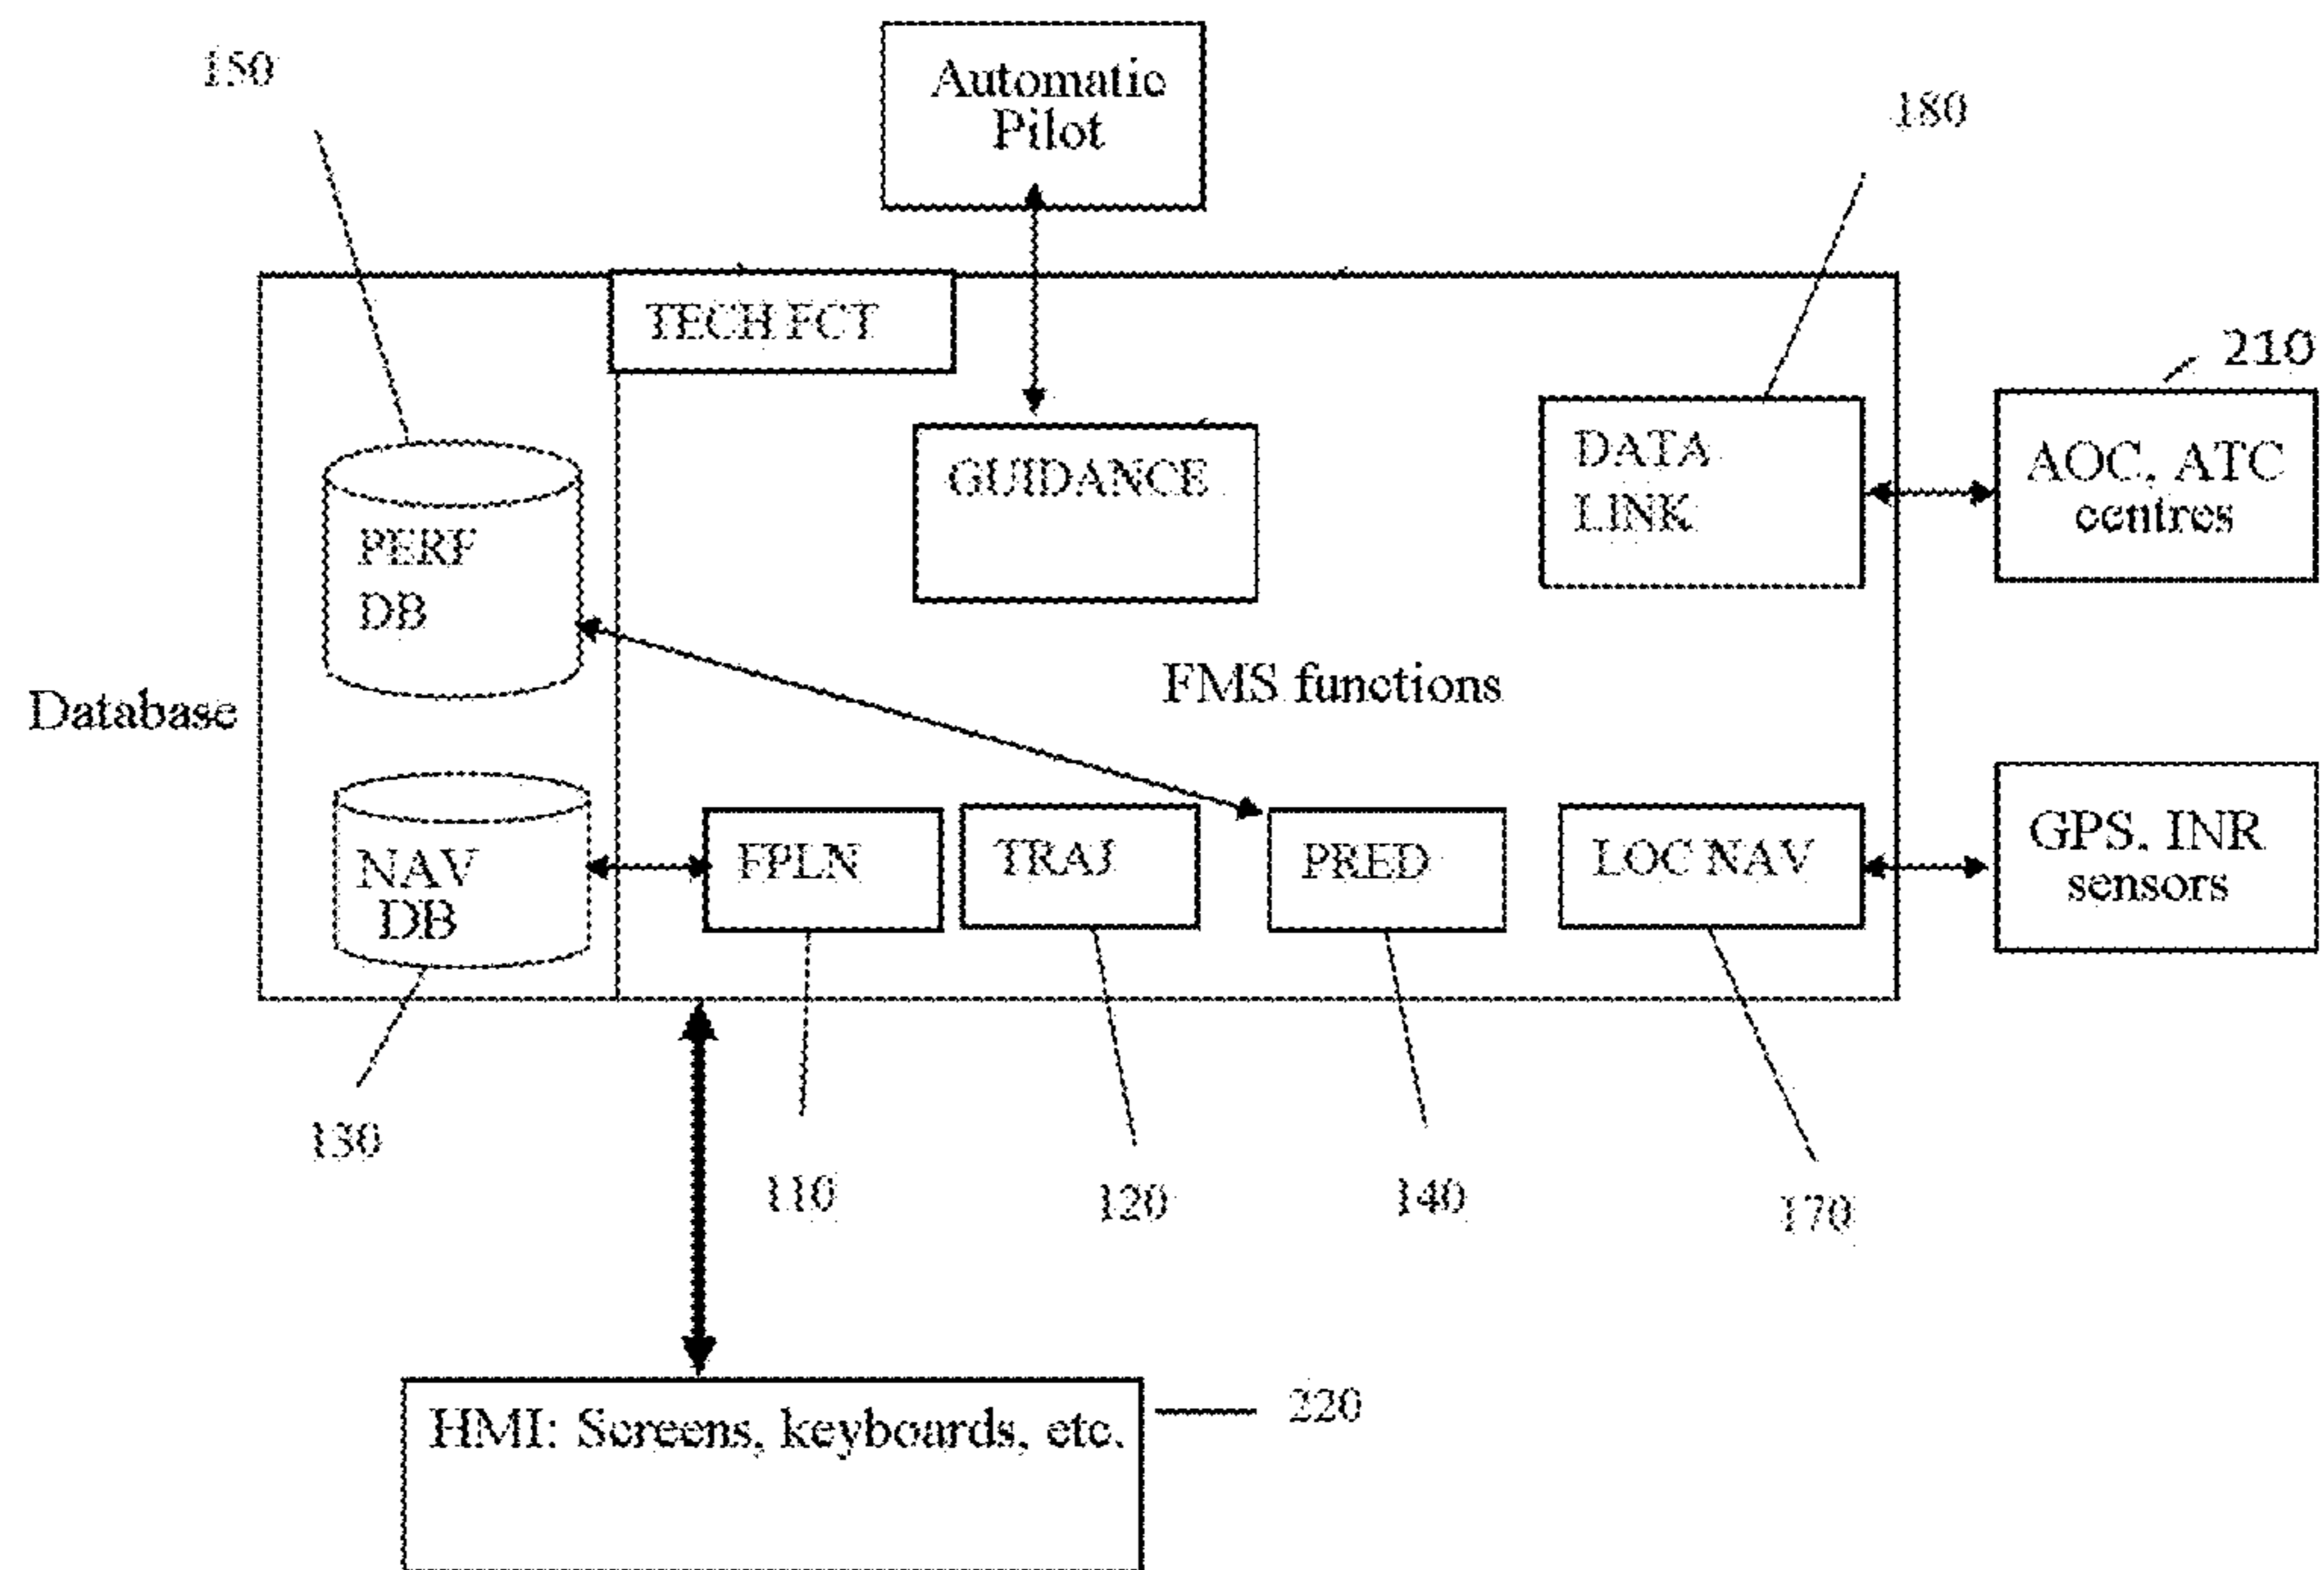 150
Automatic
Pilot
180
TECH FCT
210
GUIDANCE
DATA
LINK
AOC, ATC
centres
PERF
DB
FMS functions
Database
NAV
DB
FPLN
TRAJ
PRED
LOC NAV
GPS, INR
sensors
130
110
120
140
170
HMI: Screens, keyboards, etc.
220